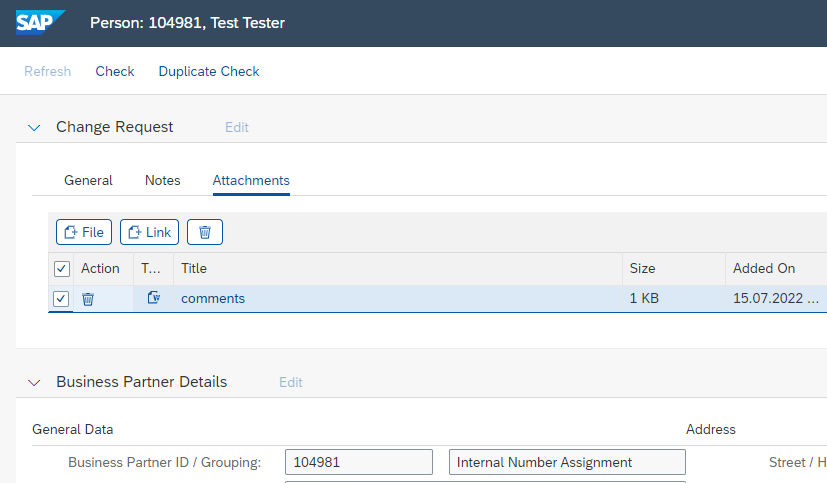 SAP Person: 104981, Test Tester
Refresh Check Duplicate Check
Change Request Edit
General Notes Attachments
File Link
Action T... Title Size Added On
comments 1 KB 15.07.2022 ...
Business Partner Details Edit
General Data Address
Business Partner ID / Grouping: 104981 Internal Number Assignment Street / H